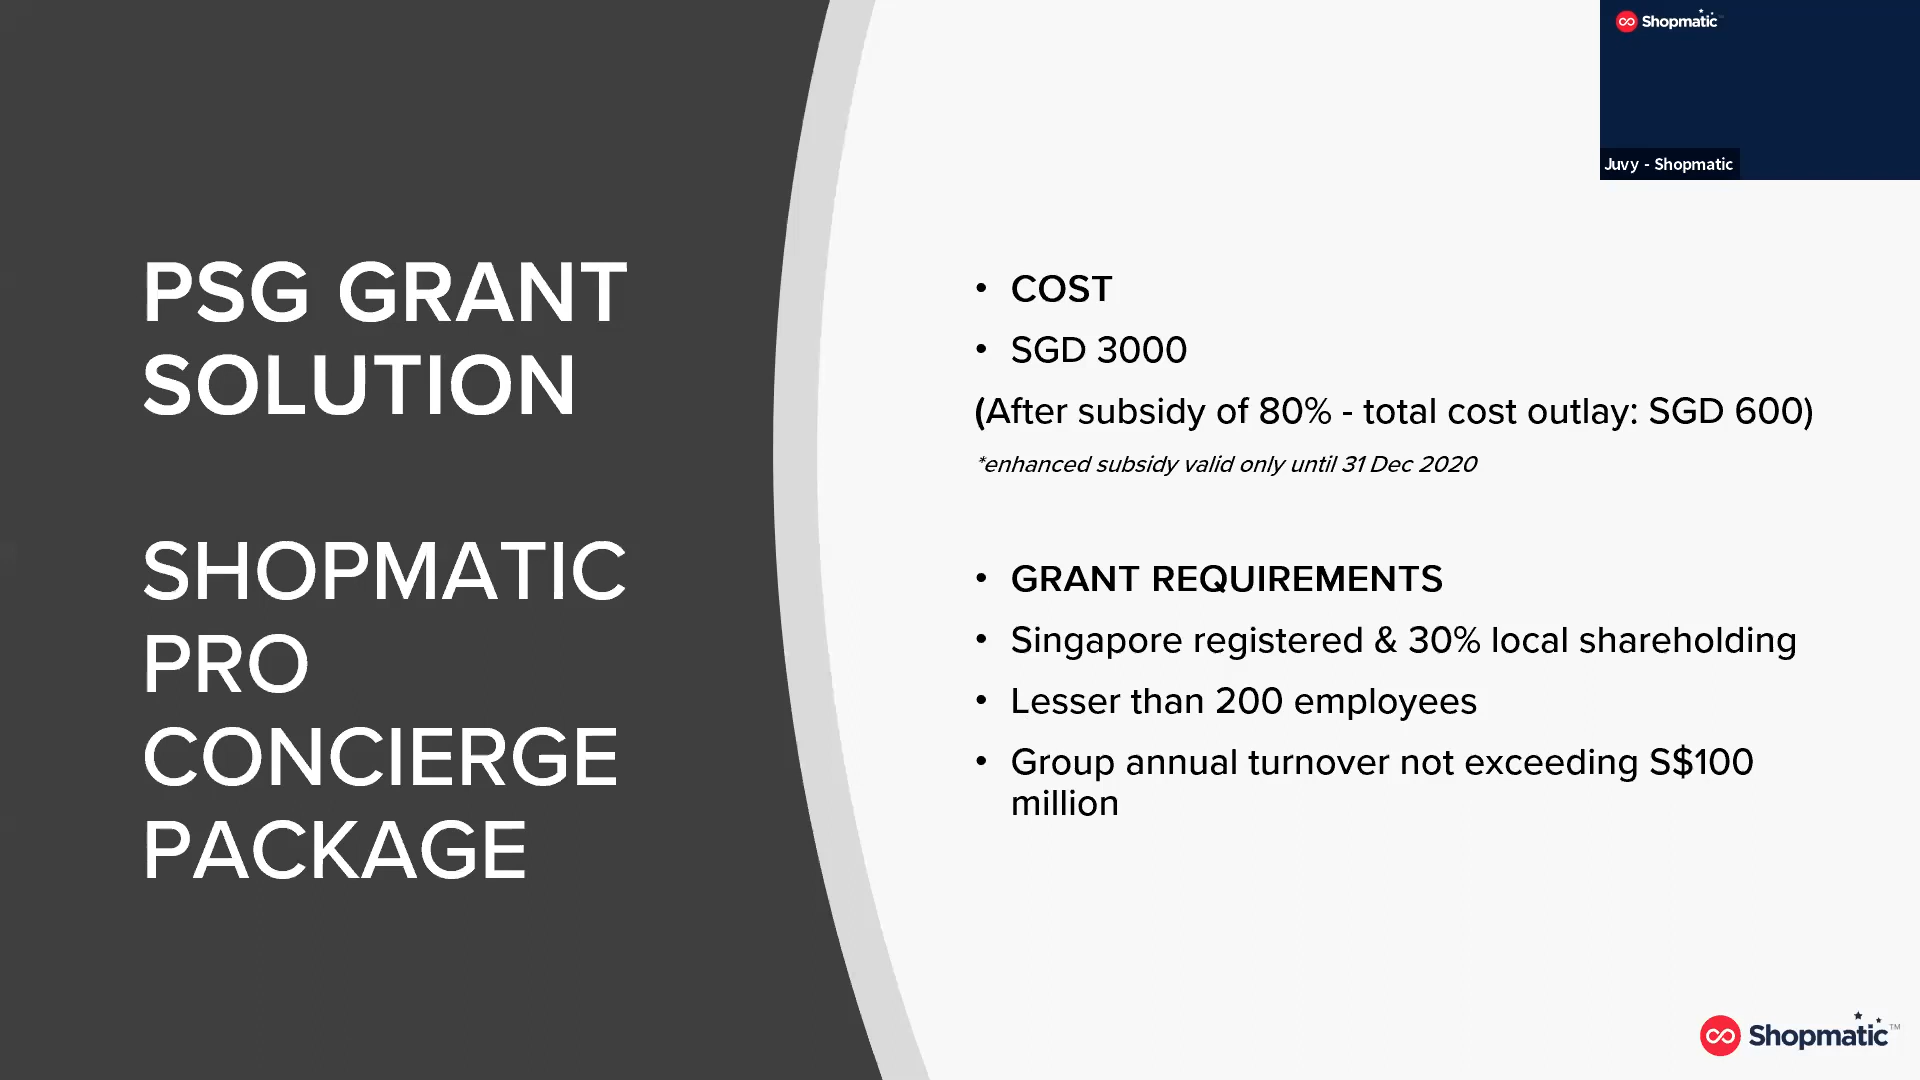 Shopmatic
Juvy - Shopmatic
PSG GRANT
SOLUTION
SHOPMATIC
PRO
CONCIERGE
PACKAGE
• COST
• SGD 3000
(After subsidy of 80% - total cost outlay: SGD 600)
*enhanced subsidy valid only until 31 Dec 2020
• GRANT REQUIREMENTS
• Singapore registered & 30% local shareholding
• Lesser than 200 employees
• Group annual turnover not exceeding S$100
million
Shopmatic™